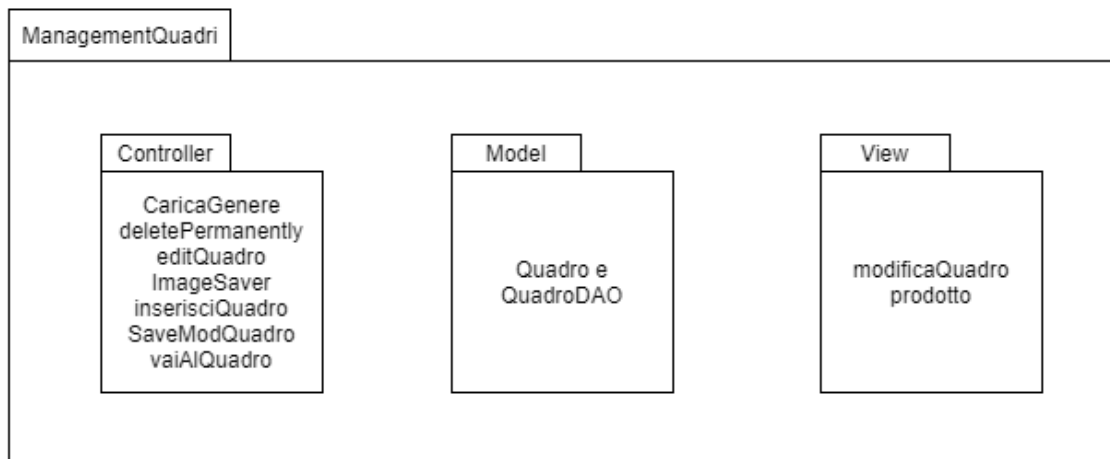 ManagementQuadri
Controller
CaricaGenere
deletePermanently
editQuadro
ImageSaver
inserisciQuadro
SaveModQuadro
vaiAlQuadro
Model
Quadro e
QuadroDAO
View
modificaQuadro
prodotto